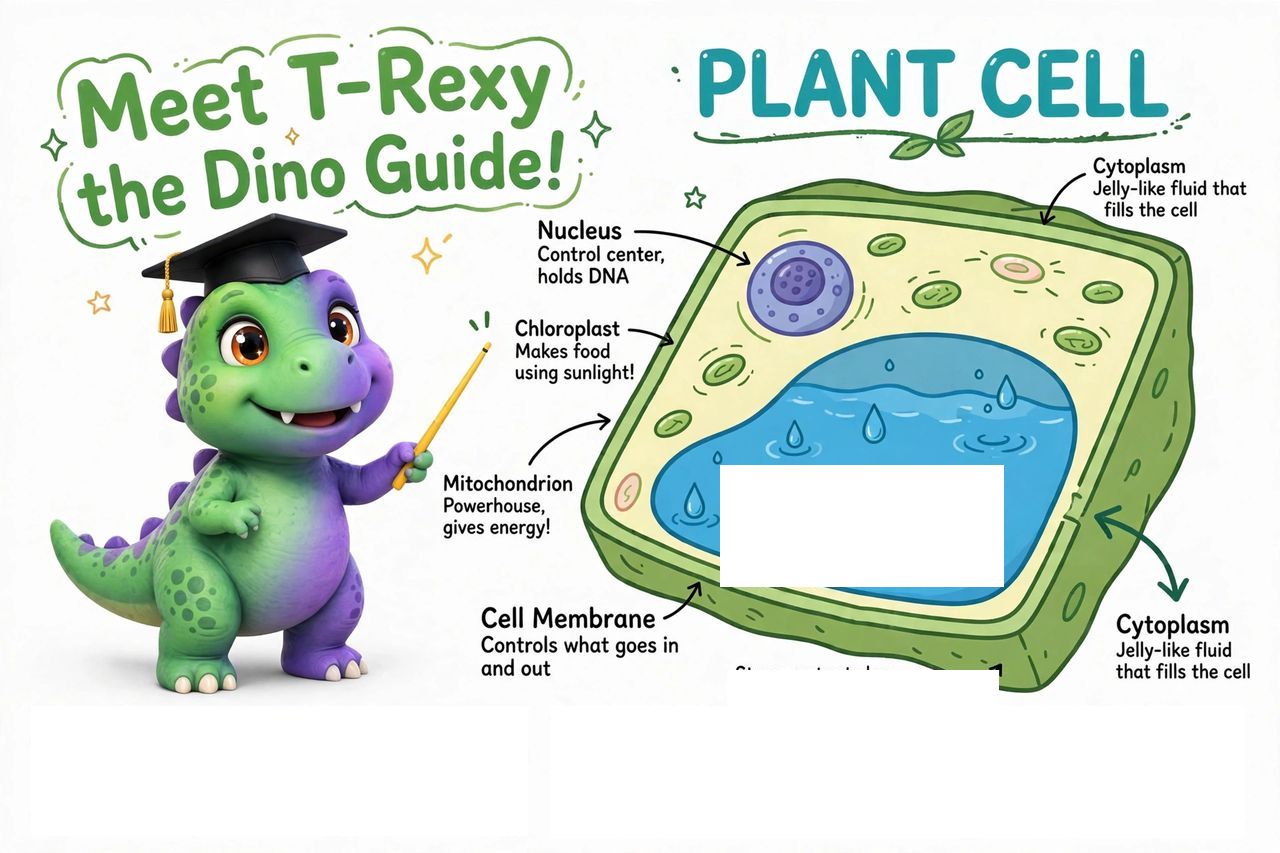 Meet T-Rexy
the Dino Guide!
PLANT CELL
Cytoplasm
Jelly-like fluid that
fills the cell
Nucleus
Control center,
holds DNA
Chloroplast
Makes food
using sunlight!
Mitochondrion
Powerhouse,
gives energy!
Cell Membrane
Controls what goes in
and out
Cytoplasm
Jelly-like fluid
that fills the cell